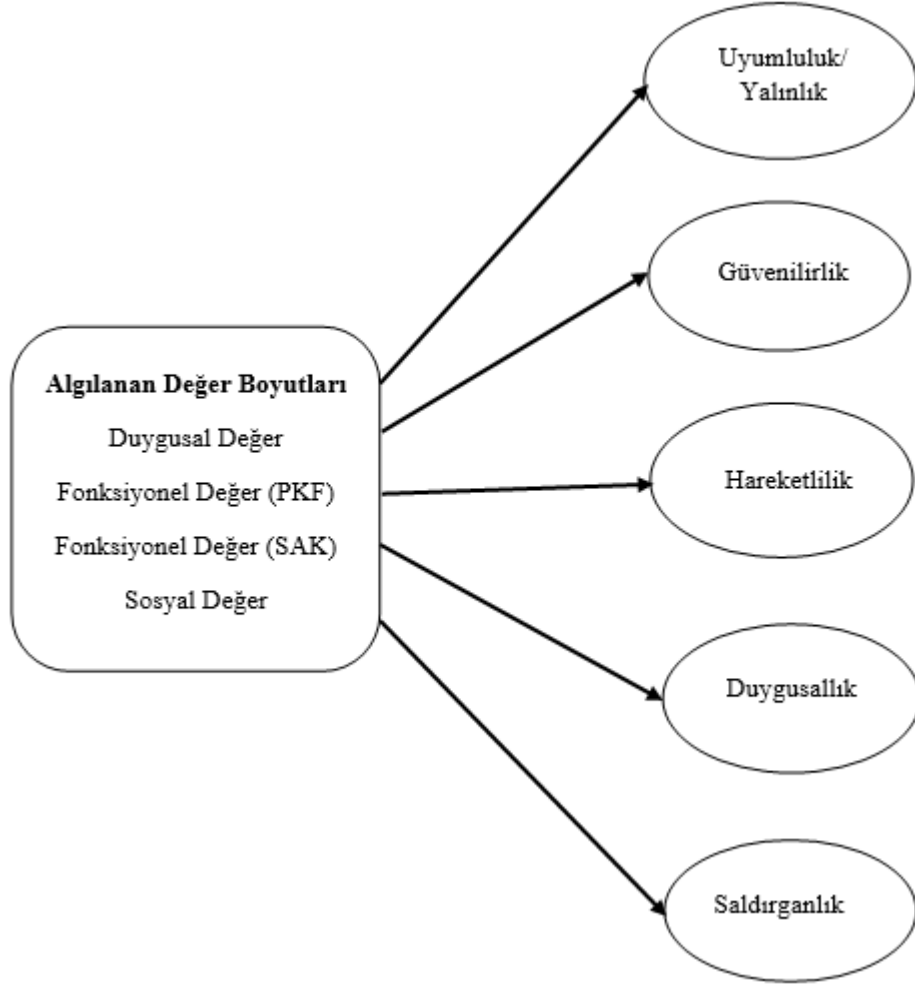 Uyumluluk/
Yalınlık
Güvenilirlik
Algılanan Değer Boyutları
Duygusal Değer
Fonksiyonel Değer (PKF)
Fonksiyonel Değer (SAK)
Sosyal Değer
Hareketlilik
Duygusallık
Saldırganlık